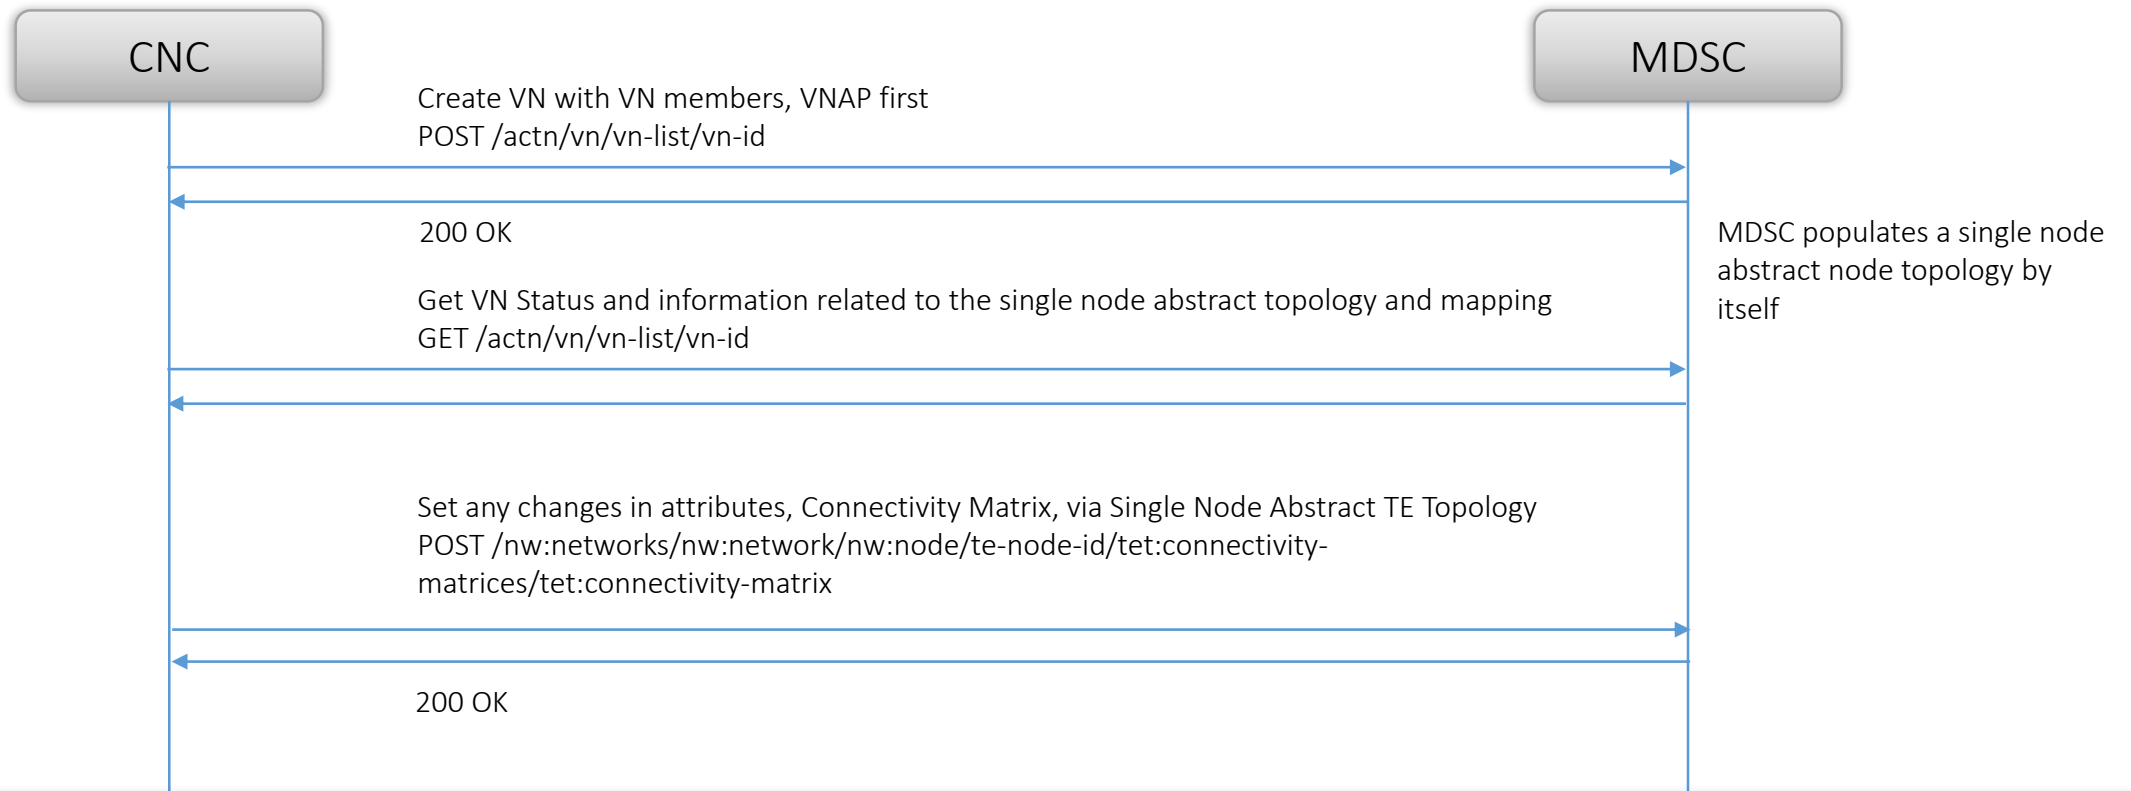 CNC
MDSC
Create VN with VN members, VNAP first
POST /actn/vn/vn-list/vn-id
200 OK
MDSC populates a single node
abstract node topology by
itself
Get VN Status and information related to the single node abstract topology and mapping
GET /actn/vn/vn-list/vn-id
Set any changes in attributes, Connectivity Matrix, via Single Node Abstract TE Topology
POST /nw:networks/nw:network/nw:node/te-node-id/tet:connectivity-
matrices/tet:connectivity-matrix
200 OK